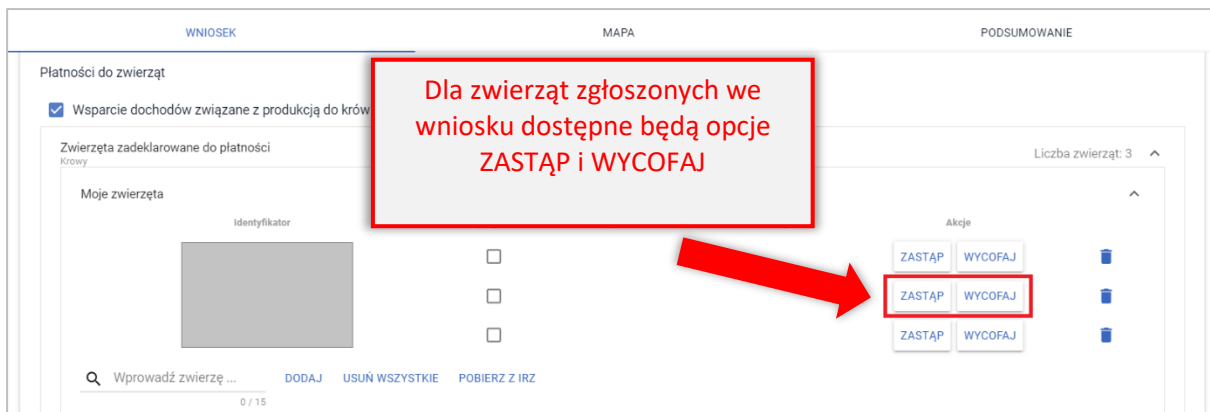 WNIOSEK
MAPA
PODSUMOWANIE
Płatności do zwierząt
Wsparcie dochodów związane z produkcją do krów
Dla zwierząt zgłoszonych we
wniosku dostępne będą opcje
ZASTĄP i WYCOFAJ
Zwierzęta zadeklarowane do płatności
Krowy
Liczba zwierząt: 3
Moje zwierzęta
Identyfikator
Akcje
ZASTĄP WYCOFAJ
ZASTĄP WYCOFAJ
ZASTĄP WYCOFAJ
Wprowadź zwierzę ... DODAJ USUŃ WSZYSTKIE POBIERZ Z IRZ
0 / 15